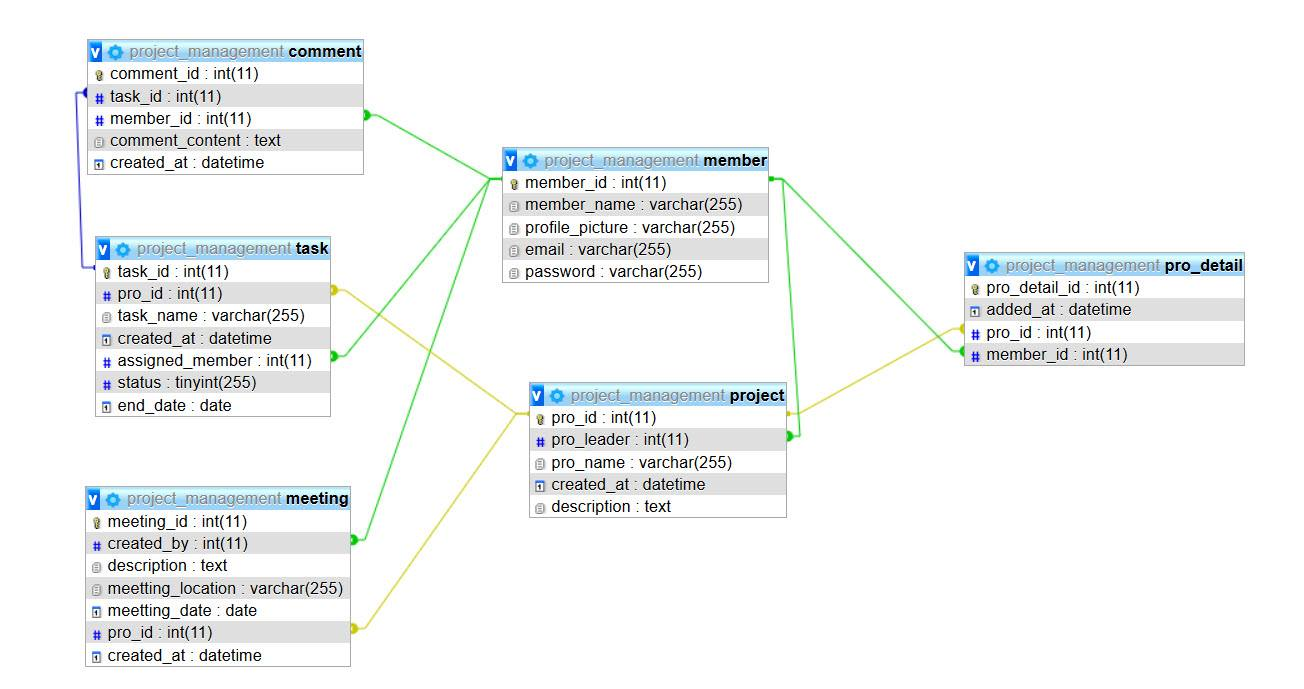 v project_management comment
comment_id : int(11)
# task_id : int(11)
# member_id : int(11)
comment_content : text
created_at : datetime
v project_management member
member_id : int(11)
member_name : varchar(255)
profile_picture : varchar(255)
email : varchar(255)
password : varchar(255)
v project_management task
task_id : int(11)
# pro_id : int(11)
task_name : varchar(255)
created_at : datetime
# assigned_member : int(11)
# status : tinyint(255)
end_date : date
v project_management pro_detail
pro_detail_id : int(11)
added_at : datetime
# pro_id : int(11)
# member_id : int(11)
v project_management project
pro_id : int(11)
# pro_leader : int(11)
pro_name : varchar(255)
created_at : datetime
description : text
v project_management meeting
meeting_id : int(11)
# created_by : int(11)
description : text
meetting_location : varchar(255)
meetting_date : date
# pro_id : int(11)
created_at : datetime